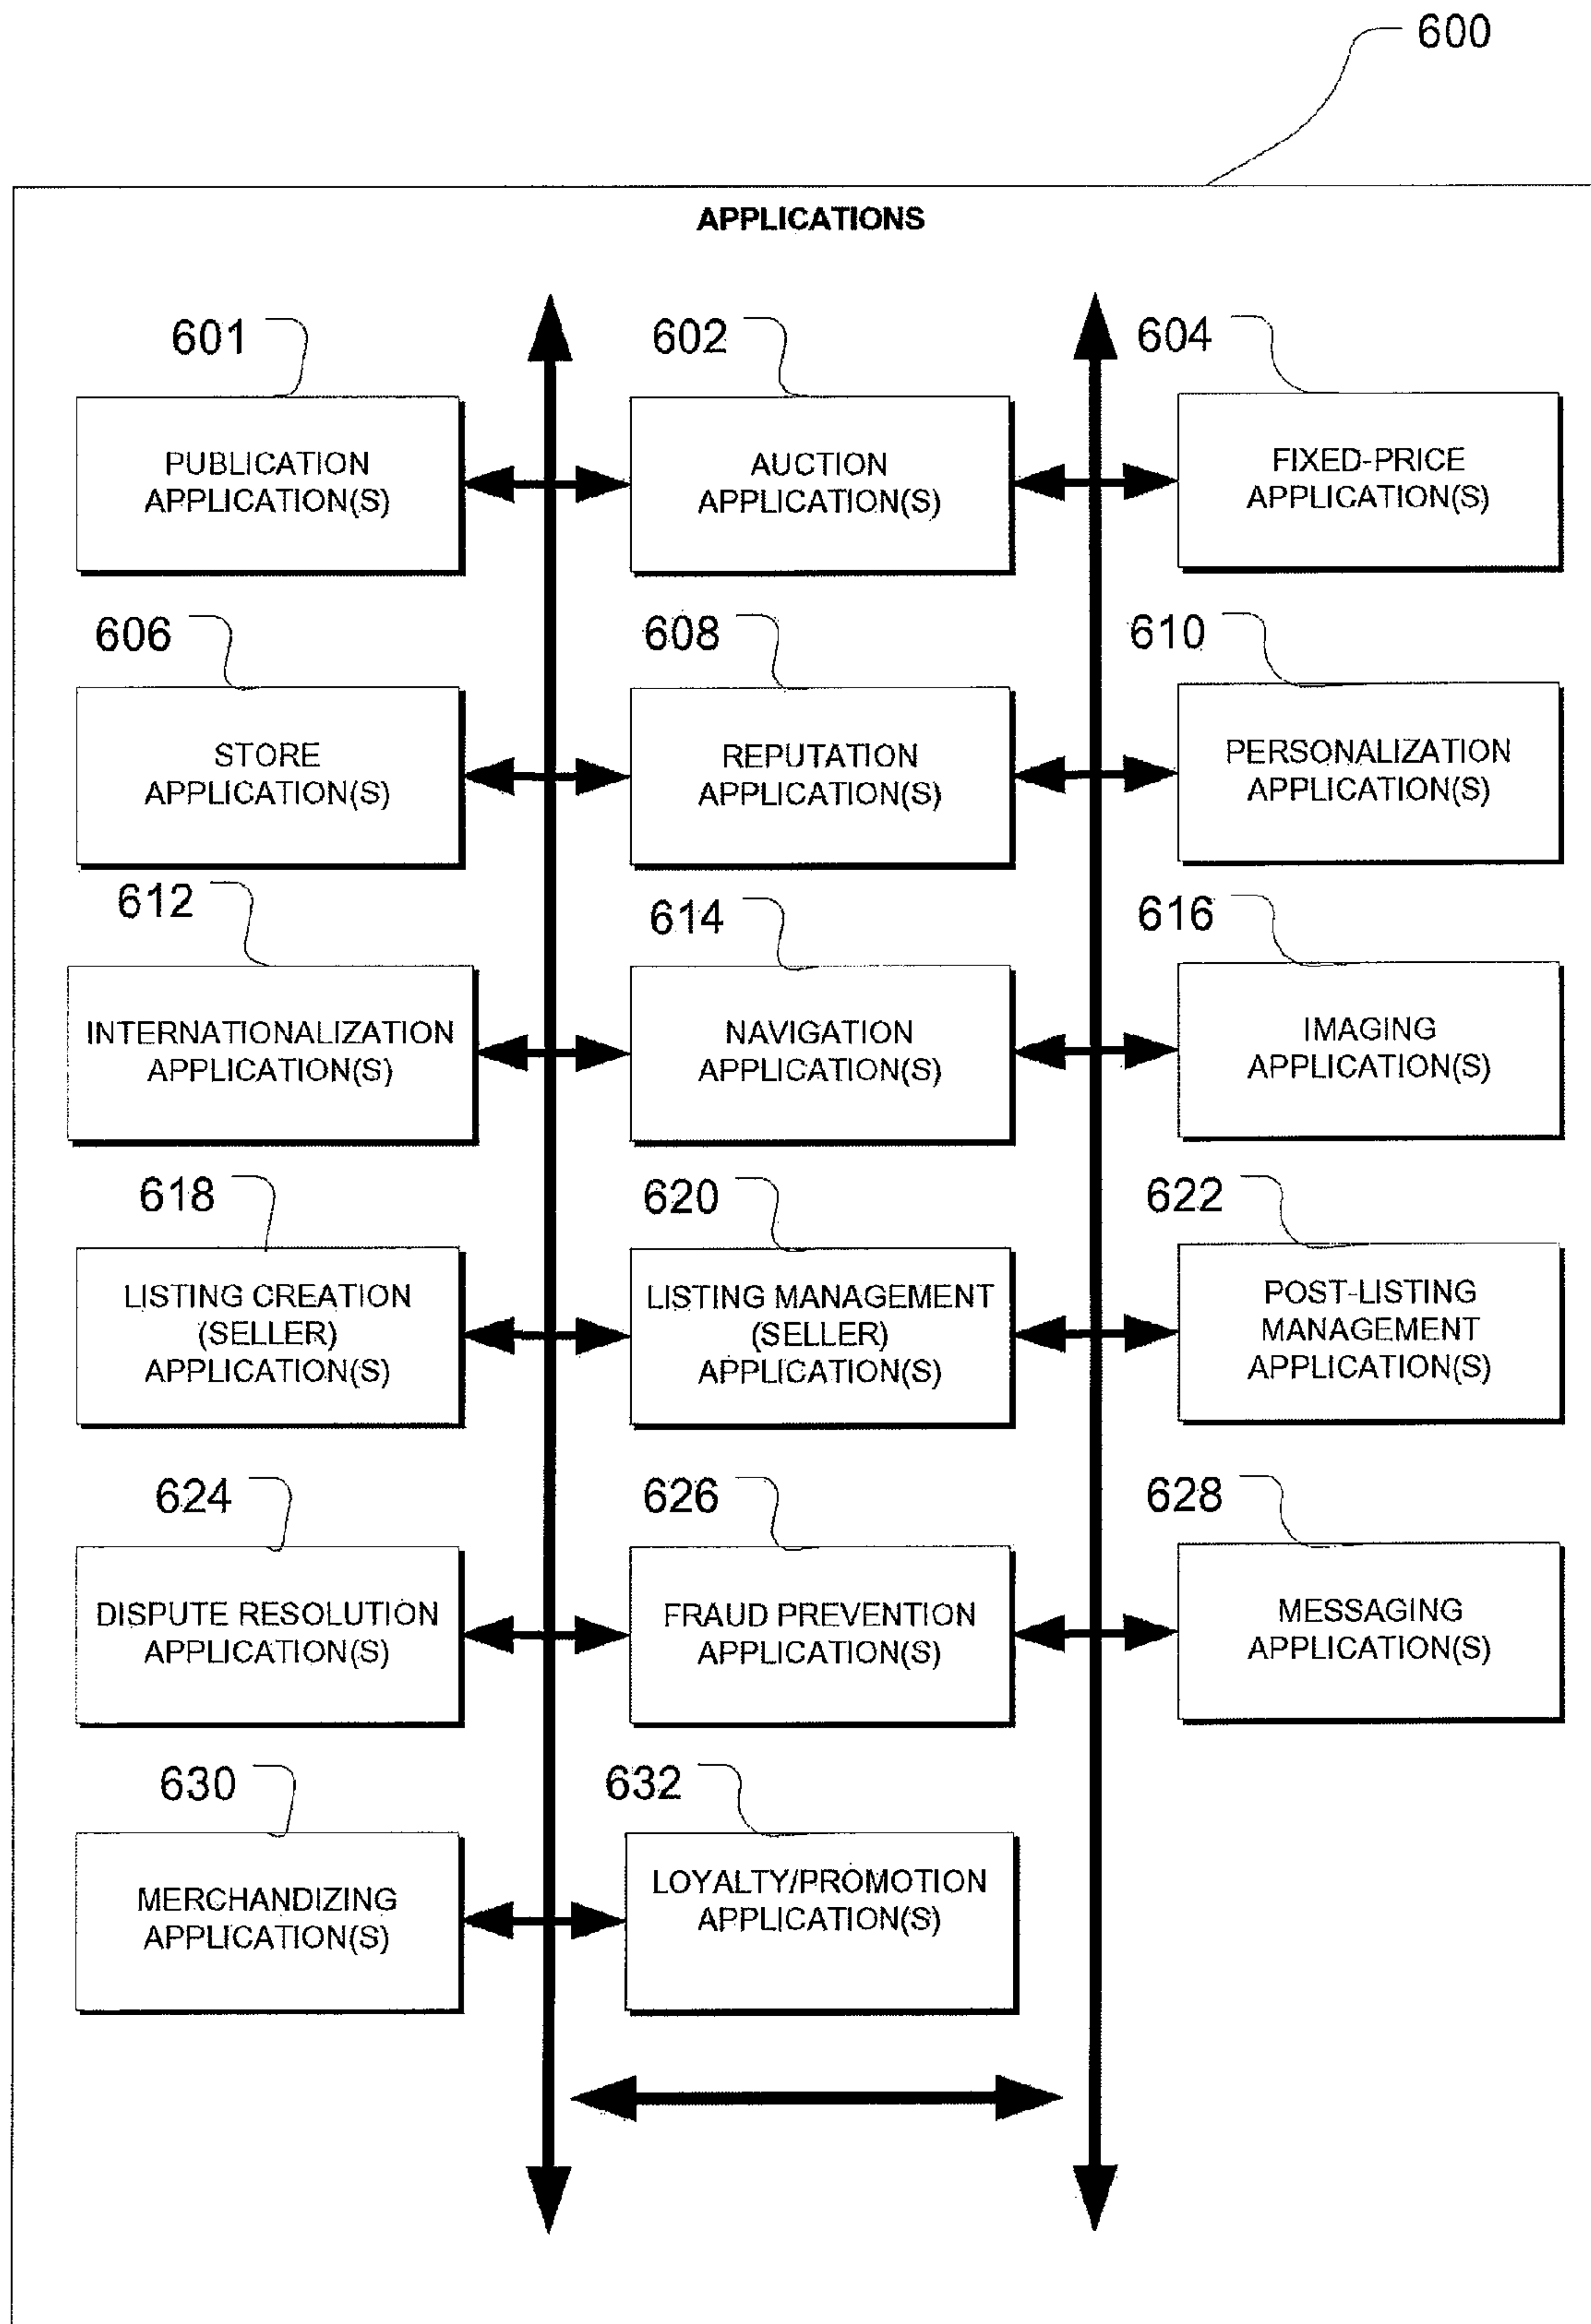 600
APPLICATIONS
601
602
604
PUBLICATION
APPLICATION(S)
AUCTION
APPLICATION(S)
FIXED-PRICE
APPLICATION(S)
606
608
610
STORE
APPLICATION(S)
REPUTATION
APPLICATION(S)
PERSONALIZATION
APPLICATION(S)
612
614
616
INTERNATIONALIZATION
APPLICATION(S)
NAVIGATION
APPLICATION(S)
IMAGING
APPLICATION(S)
618
620
622
LISTING CREATION
(SELLER)
APPLICATION(S)
LISTING MANAGEMENT
(SELLER)
APPLICATION(S)
POST-LISTING
MANAGEMENT
APPLICATION(S)
624
626
628
DISPUTE RESOLUTION
APPLICATION(S)
FRAUD PREVENTION
APPLICATION(S)
MESSAGING
APPLICATION(S)
630
632
MERCHANDIZING
APPLICATION(S)
LOYALTY/PROMOTION
APPLICATION(S)